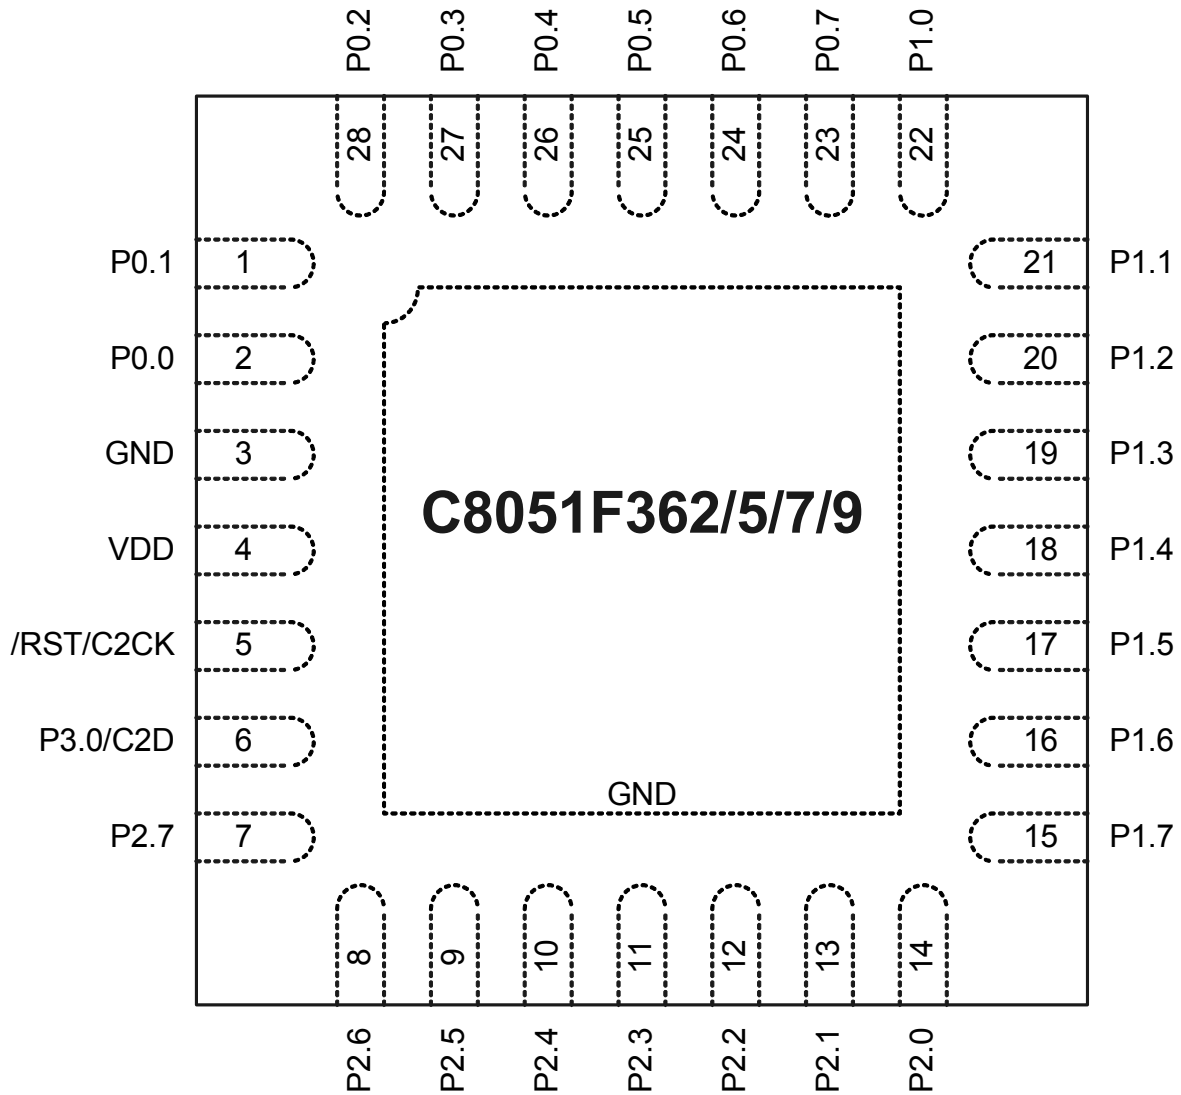 P0.2 P0.3 P0.4 P0.5 P0.6 P0.7 P1.0
28 27 26 25 24 23 22
P0.1 1 21 P1.1
P0.0 2 20 P1.2
GND 3 19 P1.3
C8051F362/5/7/9
VDD 4 18 P1.4
/RST/C2CK 5 17 P1.5
P3.0/C2D 6 16 P1.6
GND
P2.7 7 15 P1.7
8 9 10 11 12 13 14
P2.6 P2.5 P2.4 P2.3 P2.2 P2.1 P2.0